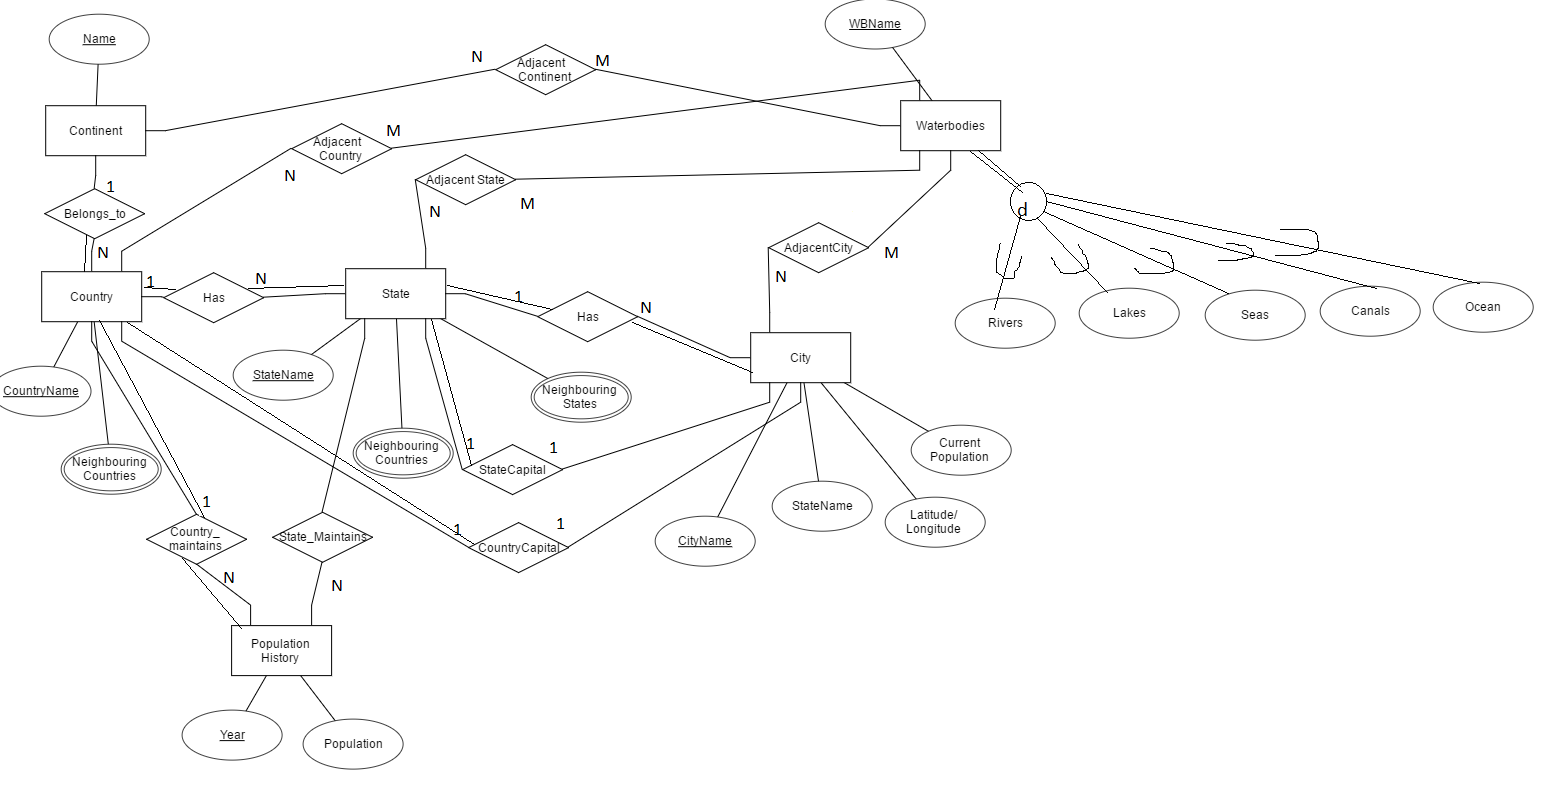 WBName
Name
N
Adjacent
Continent
M
Continent
Waterbodies
M
Adjacent
Country
N
Adjacent State
M
N
1
Belongs_to
N
d
AdjacentCity
M
N
1
Has
N
Country
State
1
Has
N
Rivers
Lakes
Seas
Canals
Ocean
City
CountryName
StateName
Neighbouring
States
Neighbouring
Countries
Neighbouring
Countries
1
StateCapital
1
Current
Population
StateName
Latitude/
Longitude
CityName
1
Country_
maintains
N
State_Maintains
N
1
CountryCapital
1
Population
History
Year
Population